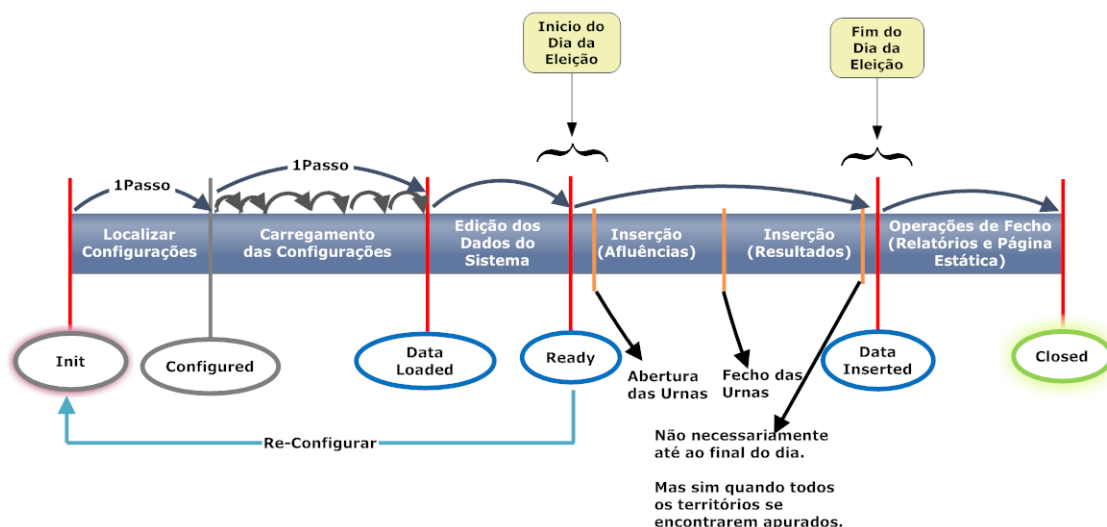 Inicio do
Dia da
Eleição
Fim do
Dia da
Eleição
1Passo
1Passo
Localizar
Configurações
Carregamento
das Configurações
Edição dos
Dados do
Sistema
Inserção
(Afluências)
Inserção
(Resultados)
Operações de Fecho
(Relatórios e Página
Estática)
Init
Configured
Data
Loaded
Ready
Data
Inserted
Closed
Abertura
das Urnas
Fecho das
Urnas
Re-Configurar
Não necessariamente
até ao final do dia.
Mas sim quando todos
os territórios se
encontrarem apurados.